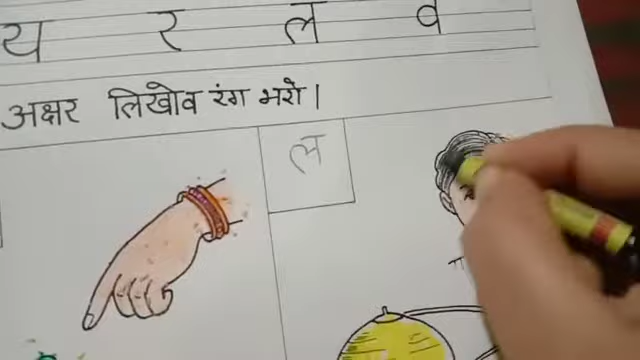 य र ल व
अक्षर लिखोव रंग भरो।
ल